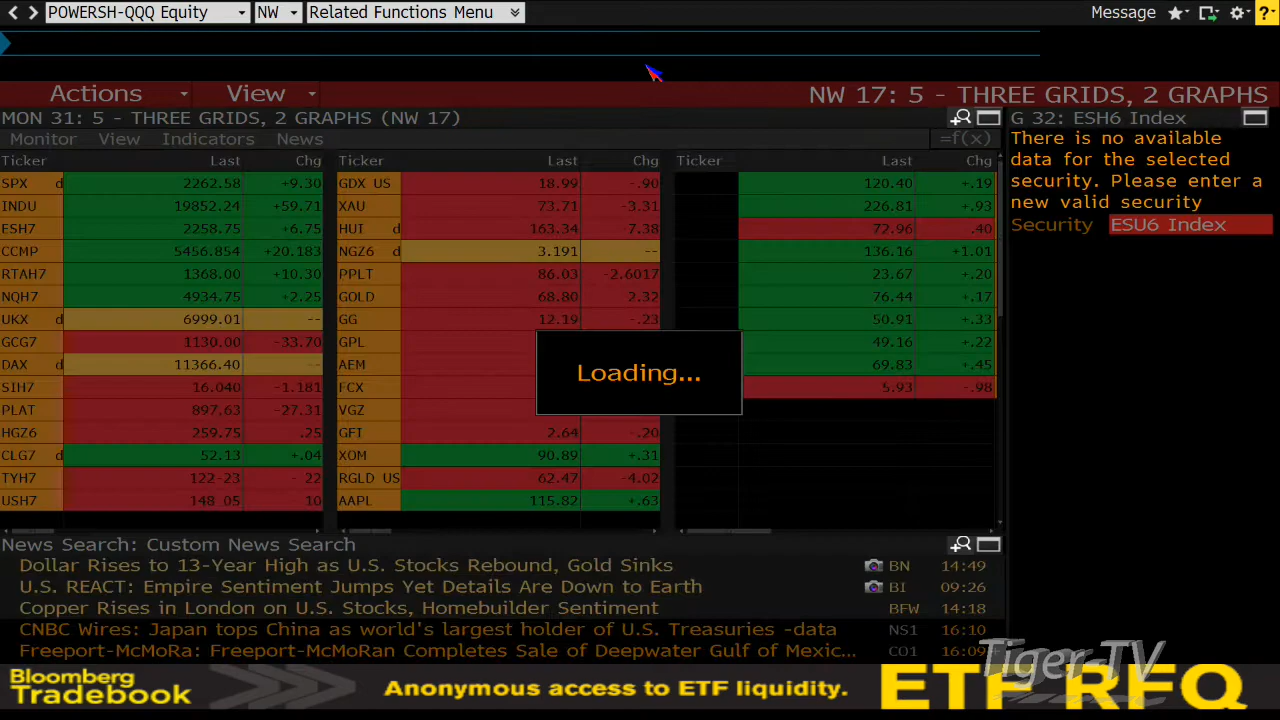 POWERSH-QQQ Equity NW Related Functions Menu Message ?
Actions View NW 17: 5 - THREE GRIDS, 2 GRAPHS
MON 31: 5 - THREE GRIDS, 2 GRAPHS (NW 17) G 32: ESH6 Index
Monitor View Indicators News =f(x)
There is no available
data for the selected
security. Please enter a
new valid security
Security ESU6 Index
Ticker Last Chg Ticker Last Chg Ticker Last Chg
SPX d 2262.58 +9.30 GDX US 18.99 -.90 120.40 +.19
INDU 19852.24 +59.71 XAU 73.71 -3.31 226.81 +.93
ESH7 2258.75 +6.75 HUI d 163.34 -7.38 72.96 .40
CCMP 5456.854 +20.183 NGZ6 d 3.191 -- 136.16 +1.01
RTAH7 1368.00 +10.30 PPLT 86.03 -2.6017 23.67 +.20
NQH7 4934.75 +2.25 GOLD 68.80 2.32 76.44 +.17
UKX d 6999.01 -- GG 12.19 -.23 50.91 +.33
GCG7 1130.00 -33.70 GPL 49.16 +.22
DAX d 11366.40 -- AEM 69.83 +.45
SIH7 16.040 -1.181 FCX 5.93 -.98
PLAT 897.63 -27.31 VGZ
HGZ6 259.75 .25 GFI 2.64 -.20
CLG7 d 52.13 +.04 XOM 90.89 +.31
TYH7 122-23 - 22 RGLD US 62.47 -4.02
USH7 148 05 10 AAPL 115.82 +.63
Loading...
News Search: Custom News Search
Dollar Rises to 13-Year High as U.S. Stocks Rebound, Gold Sinks BN 14:49
U.S. REACT: Empire Sentiment Jumps Yet Details Are Down to Earth BI 09:26
Copper Rises in London on U.S. Stocks, Homebuilder Sentiment BFW 14:18
CNBC Wires: Japan tops China as world's largest holder of U.S. Treasuries -data NS1 16:10
Freeport-McMoRa: Freeport-McMoRan Completes Sale of Deepwater Gulf of Mexic... CO1 16:09
Tiger-TV
Bloomberg
Tradebook
Anonymous access to ETF liquidity.
ETF RFQ